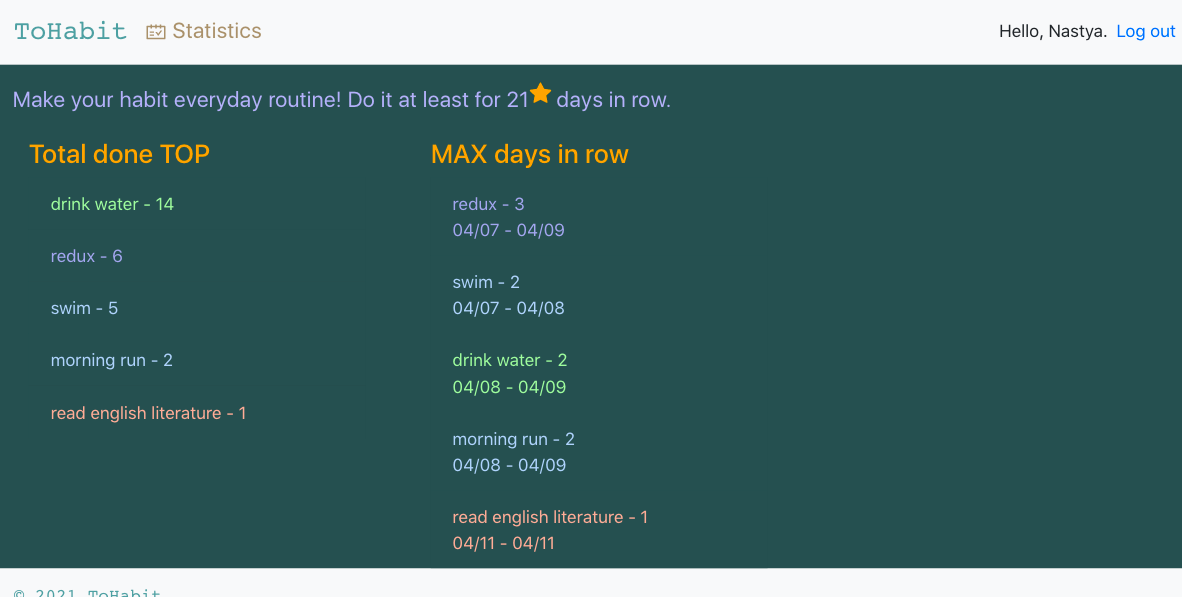 ToHabit Statistics Hello, Nastya. Log out
Make your habit everyday routine! Do it at least for 21 days in row.
Total done TOP
drink water - 14
redux - 6
swim - 5
morning run - 2
read english literature - 1
MAX days in row
redux - 3
04/07 - 04/09
swim - 2
04/07 - 04/08
drink water - 2
04/08 - 04/09
morning run - 2
04/08 - 04/09
read english literature - 1
04/11 - 04/11
© 2021 ToHabit